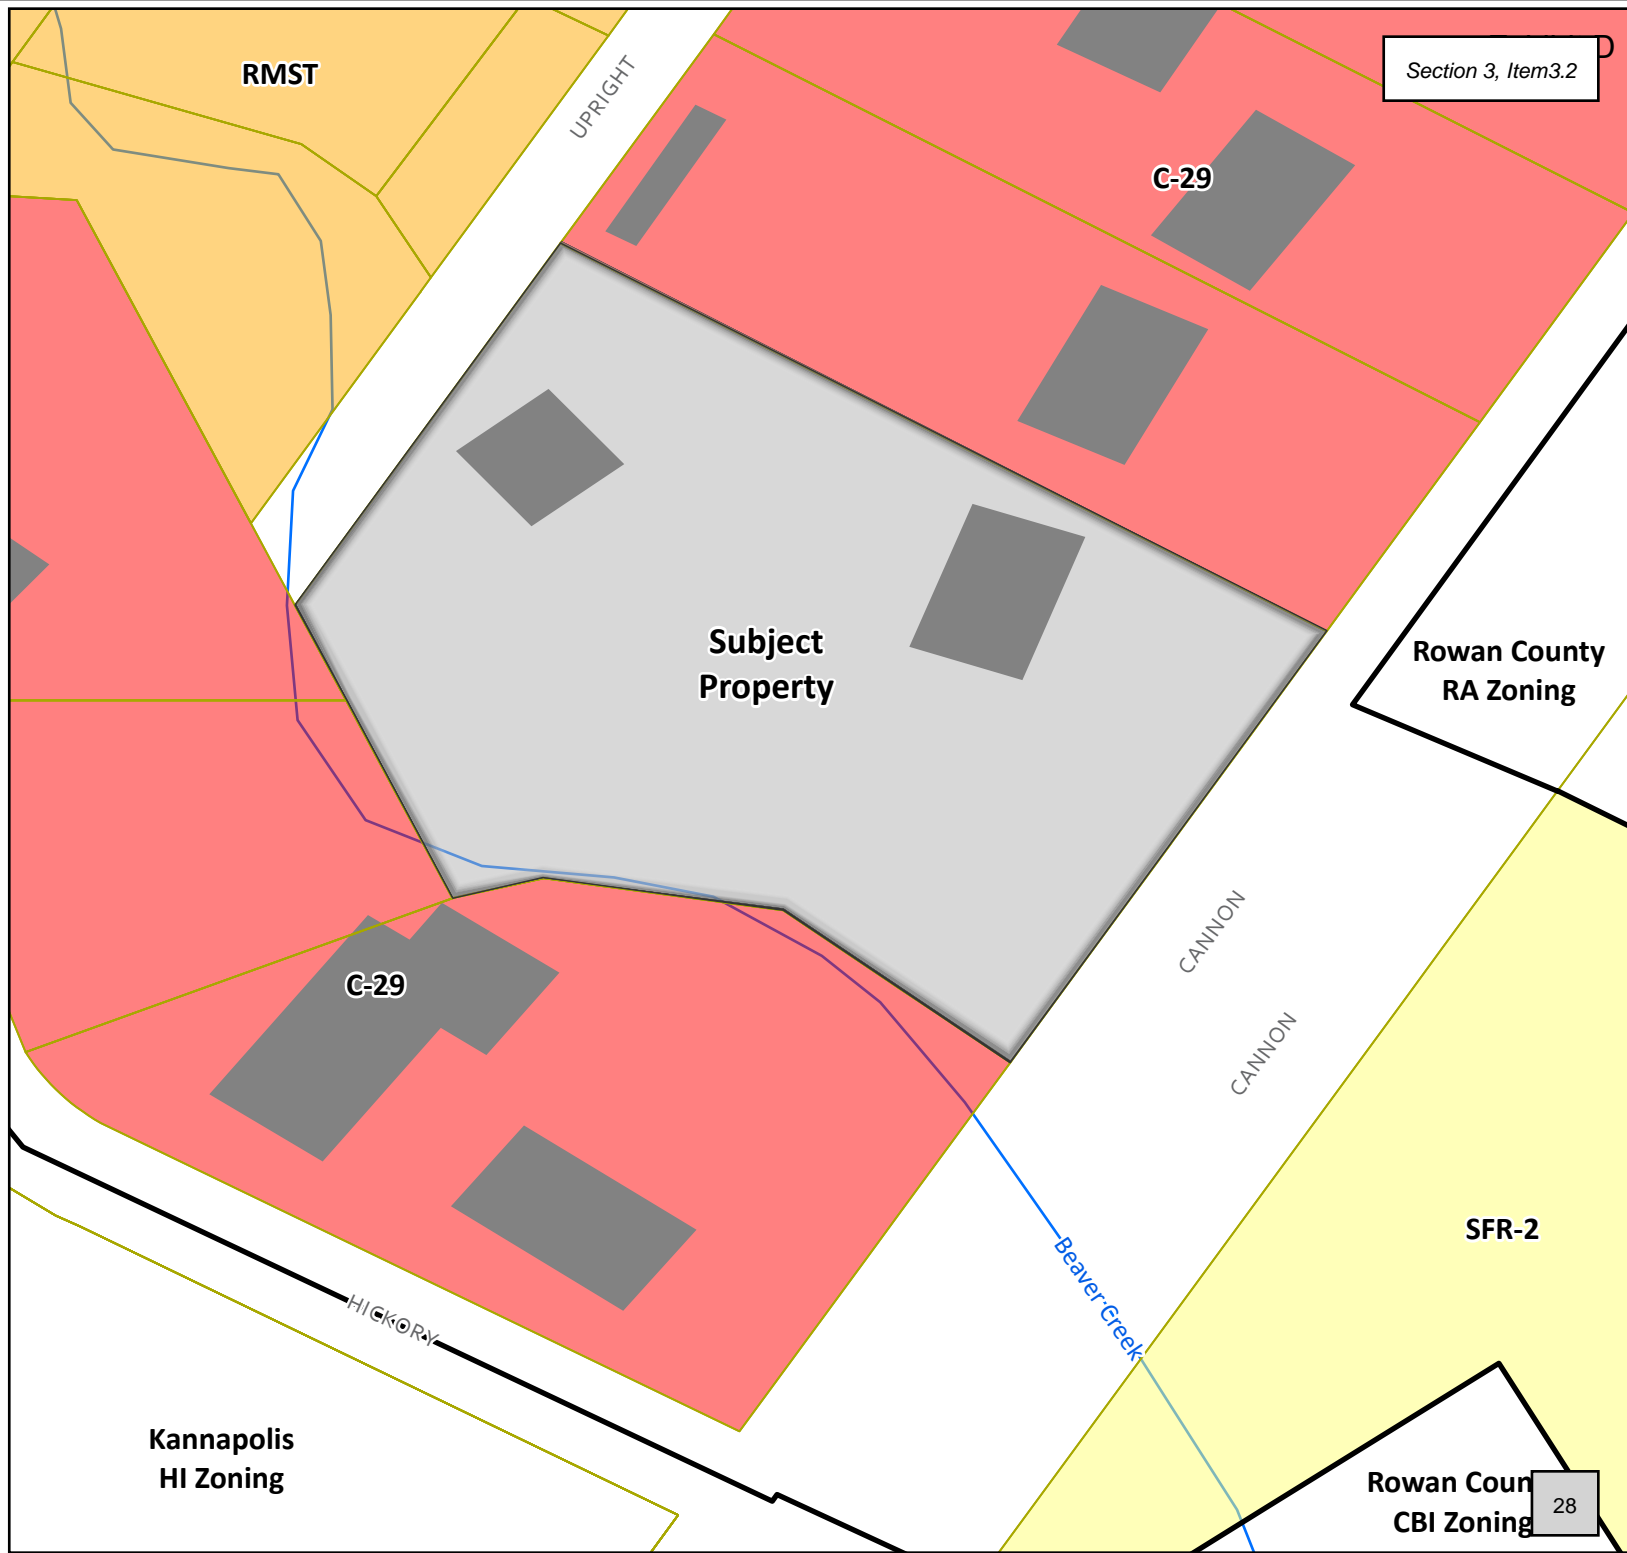 Section 3, Item3.2
RMST
UPRIGHT
C-29
Subject
Property
Rowan County
RA Zoning
CANNON
CANNON
C-29
SFR-2
Beaver Creek
HICKORY
Kannapolis
HI Zoning
Rowan Coun
CBI Zoning
28